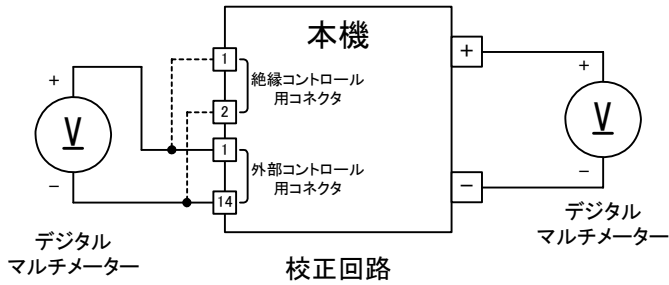 本機
+
1
絶縁コントロール
用コネクタ
2
1
外部コントロール
用コネクタ
14
+
V
−
デジタル
マルチメーター
+
−
+
V
−
デジタル
マルチメーター
校正回路